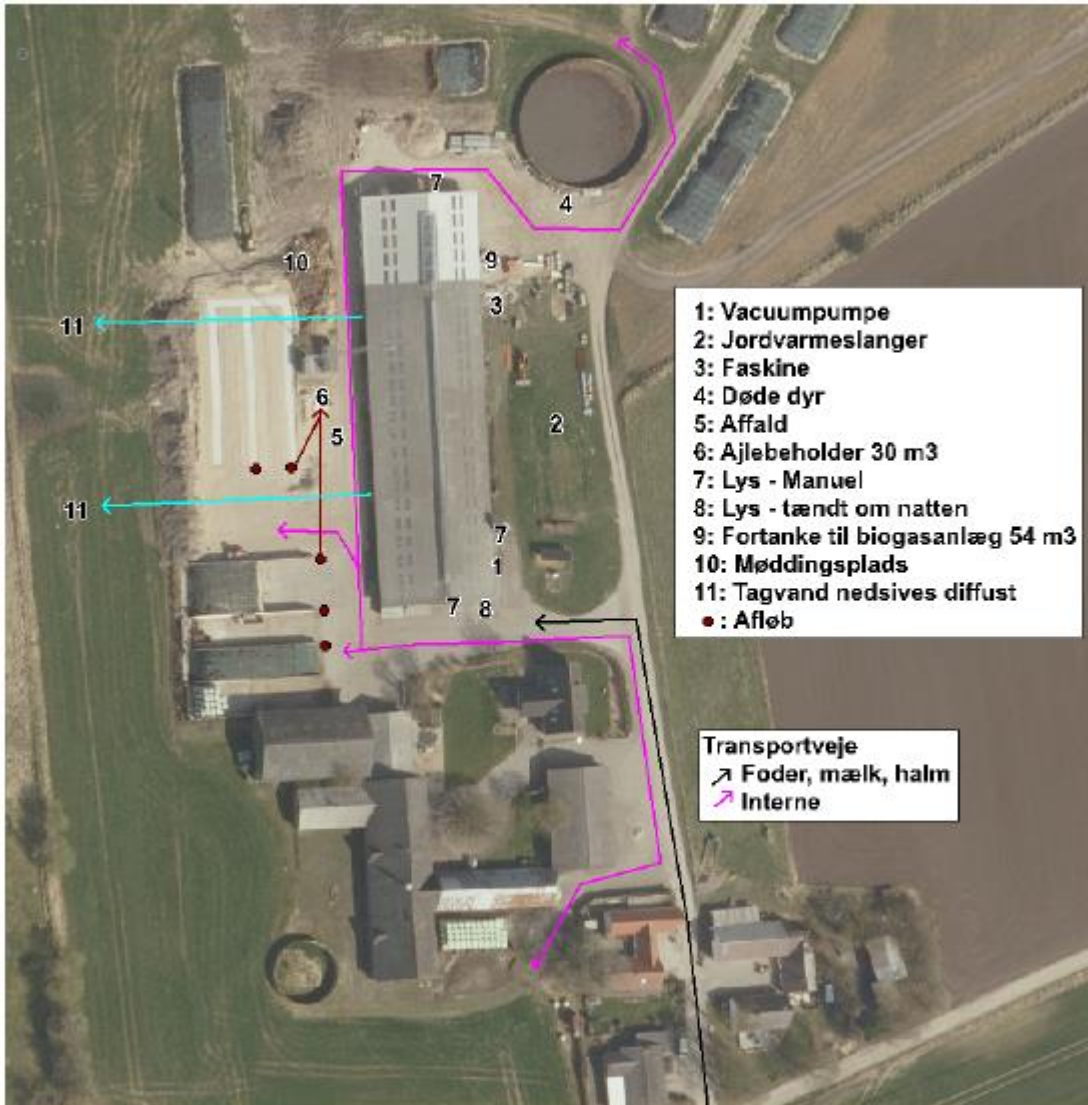 7
4
10
9
3
11
6
5
2
11
7
1
7
8
1: Vacuumpumpe
2: Jordvarmeslanger
3: Faskine
4: Døde dyr
5: Affald
6: Ajlebeholder 30 m3
7: Lys - Manuel
8: Lys - tændt om natten
9: Fortanke til biogasanlæg 54 m3
10: Møddingsplads
11: Tagvand nedsives diffust
: Afløb
Transportveje
Foder, mælk, halm
Interne